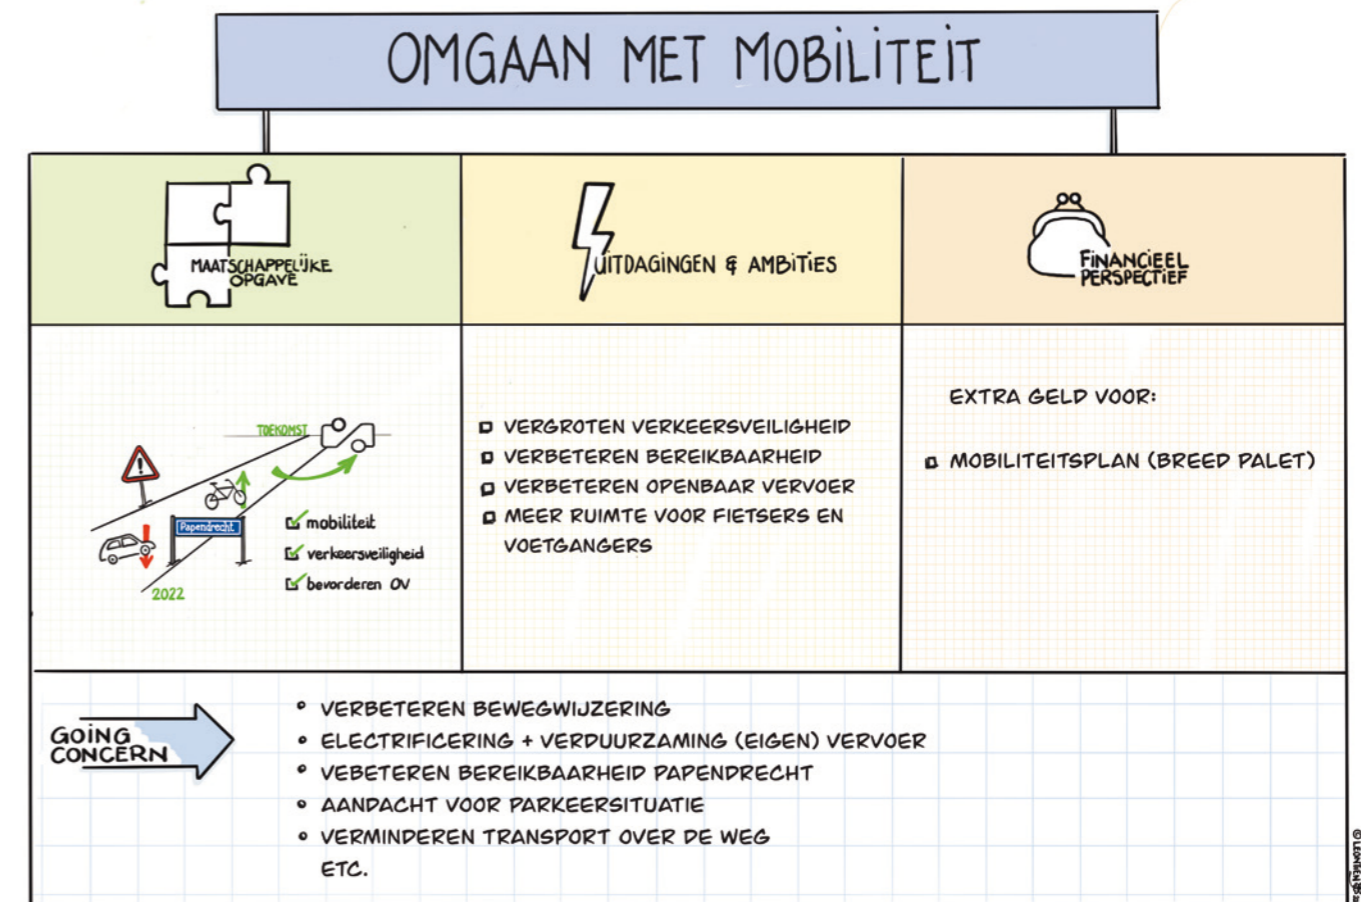 OMGAAN MET MOBILITEIT
MAATSCHAPPELIJKE
OPGAVE
UITDAGINGEN & AMBITIES
FINANCIEEL
PERSPECTIEF
TOEKOMST
Papendrecht
2022
mobiliteit
verkeersveiligheid
bevorderen OV
VERGROTEN VERKEERSVEILIGHEID
VERBETEREN BEREIKBAARHEID
VERBETEREN OPENBAAR VERVOER
MEER RUIMTE VOOR FIETSERS EN
VOETGANGERS
EXTRA GELD VOOR:
MOBILITEITSPLAN (BREED PALET)
GOING
CONCERN
• VERBETEREN BEWEGWIJZERING
• ELECTRIFICERING + VERDUURZAMING (EIGEN) VERVOER
• VEBETEREN BEREIKBAARHEID PAPENDRECHT
• AANDACHT VOOR PARKEERSITUATIE
• VERMINDEREN TRANSPORT OVER DE WEG
ETC.